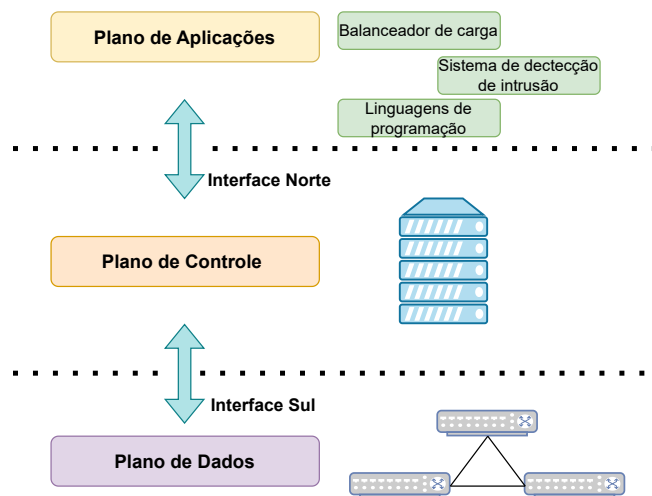 Plano de Aplicações
Balanceador de carga
Sistema de dectecção
de intrusão
Linguagens de
programação
Interface Norte
Plano de Controle
Interface Sul
Plano de Dados